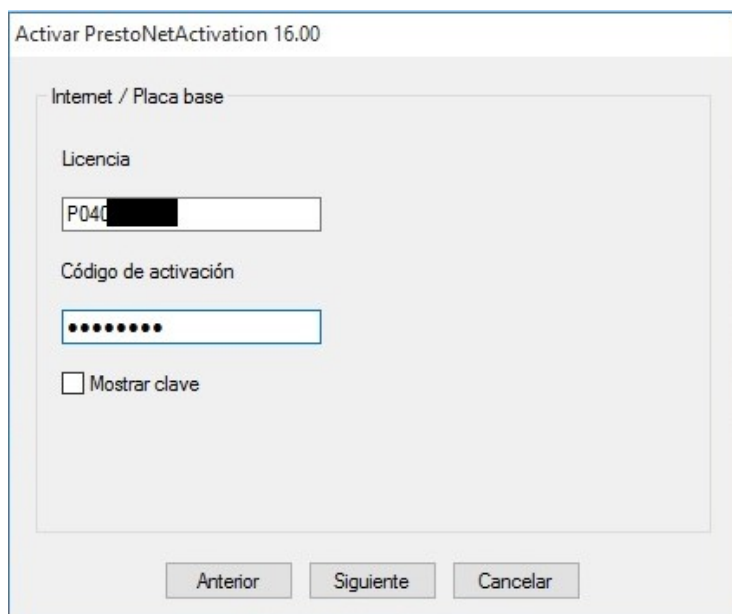 Activar PrestoNetActivation 16.00
Internet / Placa base
Licencia
P040
Código de activación
••••••••
Mostrar clave
Anterior Siguiente Cancelar